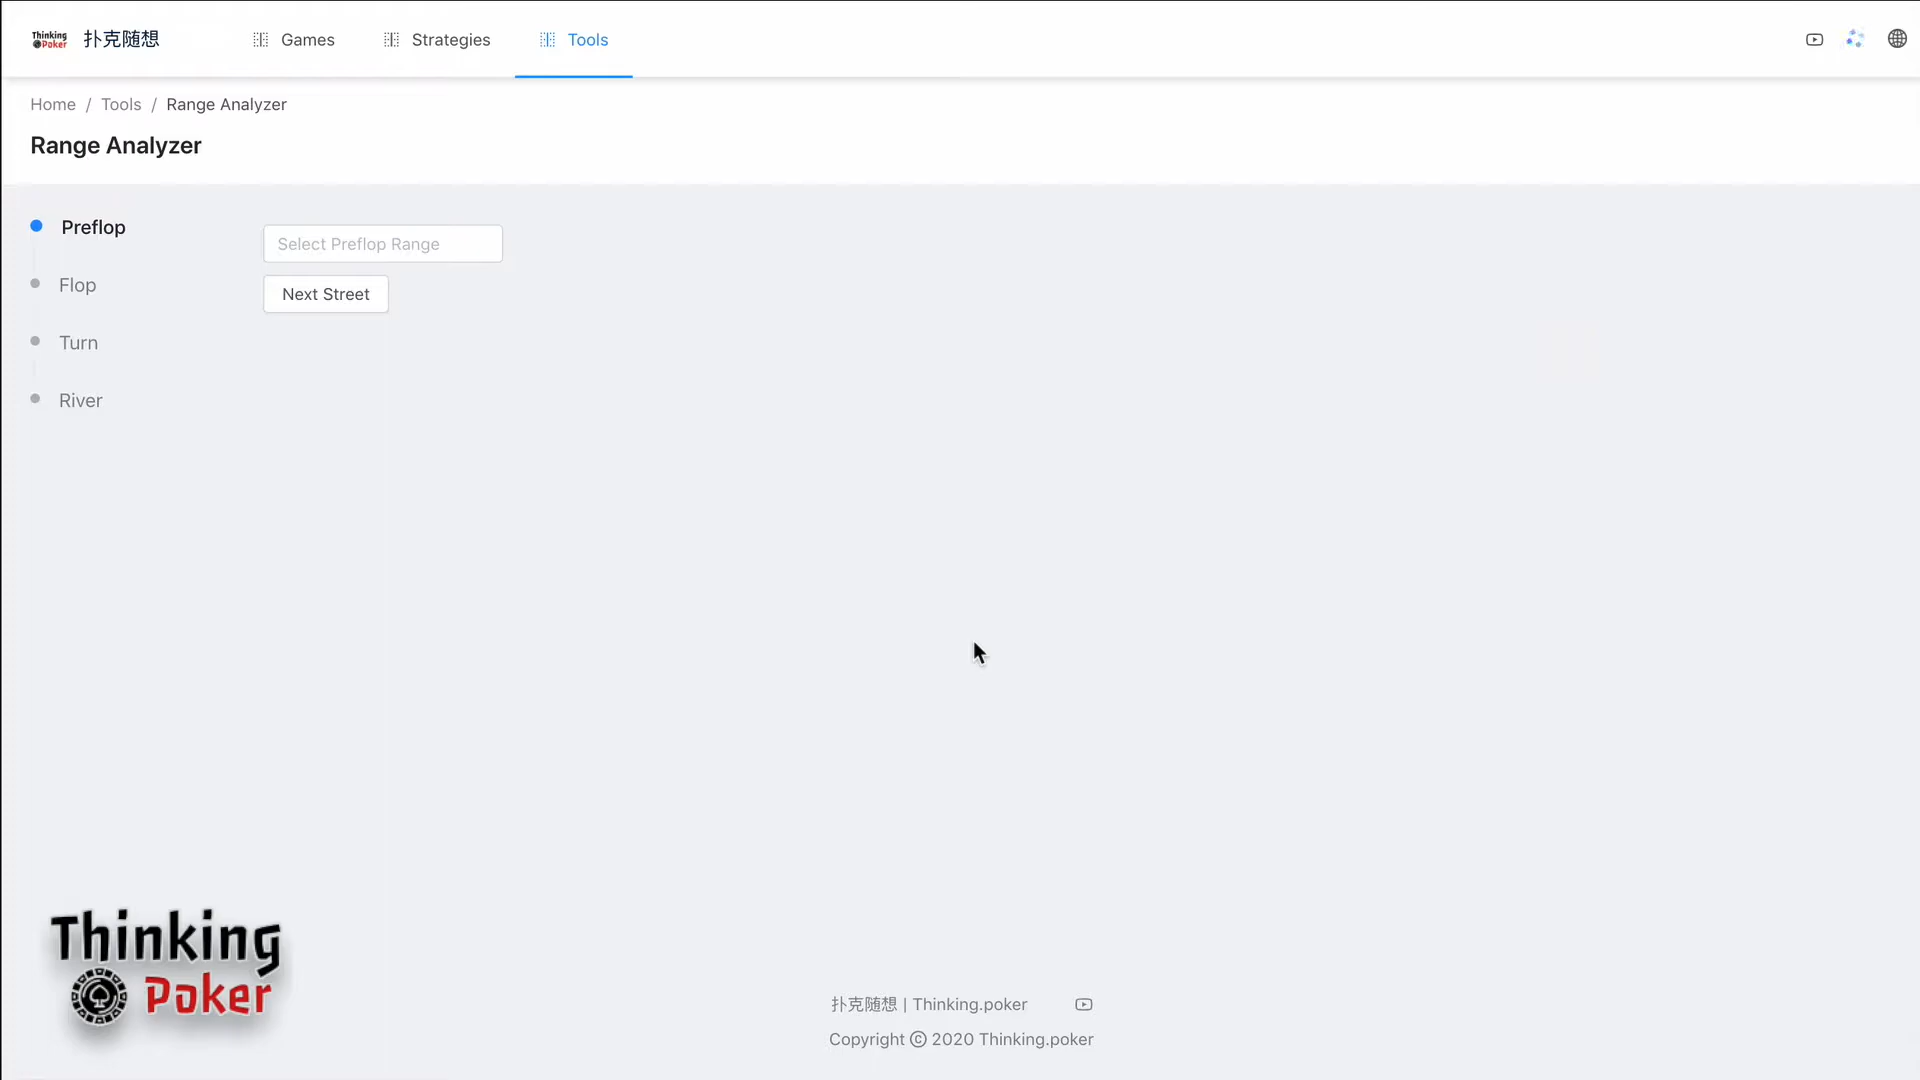 Thinking
Poker
扑克随想
Games
Strategies
Tools
Home / Tools / Range Analyzer
Range Analyzer
Preflop
Select Preflop Range
Flop
Next Street
Turn
River
Thinking
Poker
扑克随想 | Thinking.poker
Copyright © 2020 Thinking.poker